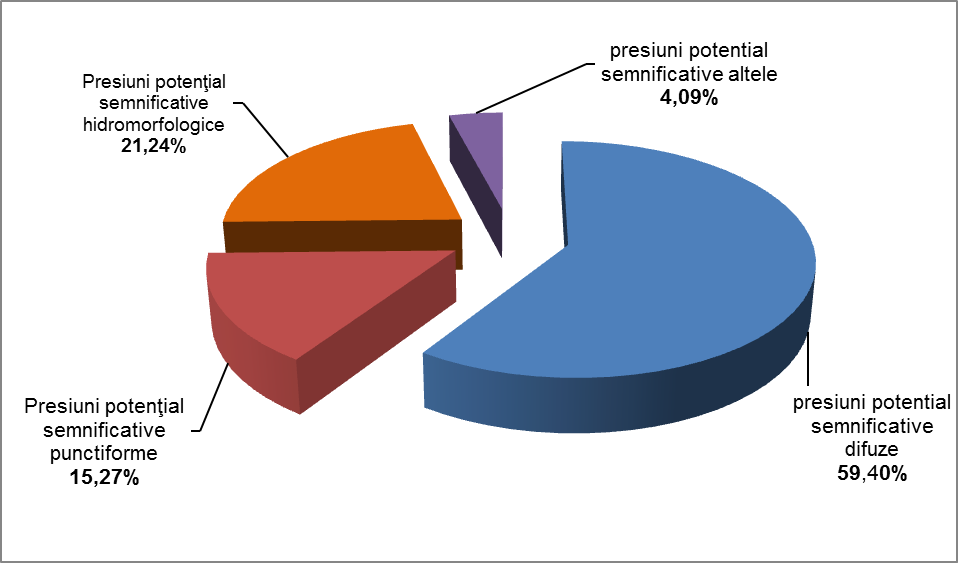 presiuni potential
semnificative altele
4,09%
Presiuni potenţial
semnificative
hidromorfologice
21,24%
Presiuni potenţial
semnificative
punctiforme
15,27%
presiuni potential
semnificative
difuze
59,40%